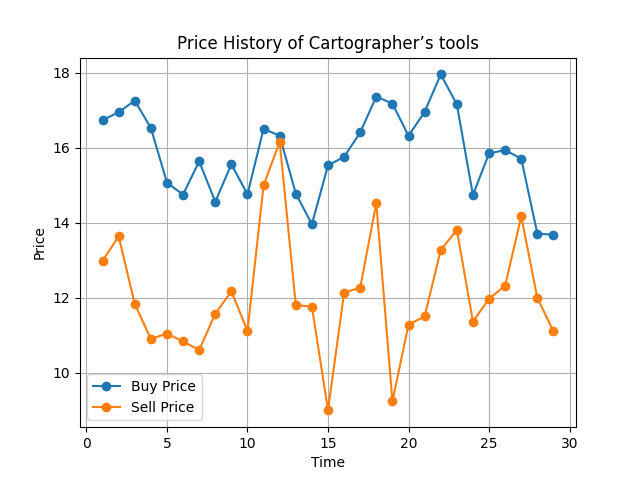 Price History of Cartographer’s tools
18
16
14
12
10
Price
Buy Price
Sell Price
0 5 10 15 20 25 30
Time